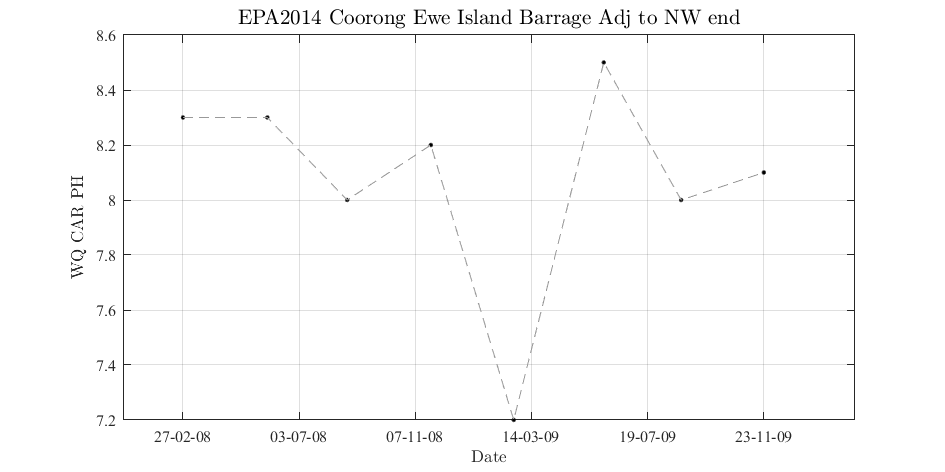 EPA2014 Coorong Ewe Island Barrage Adj to NW end
8.6
8.4
8.2
8
7.8
7.6
7.4
7.2
WQ CAR PH
27-02-08 03-07-08 07-11-08 14-03-09 19-07-09 23-11-09
Date